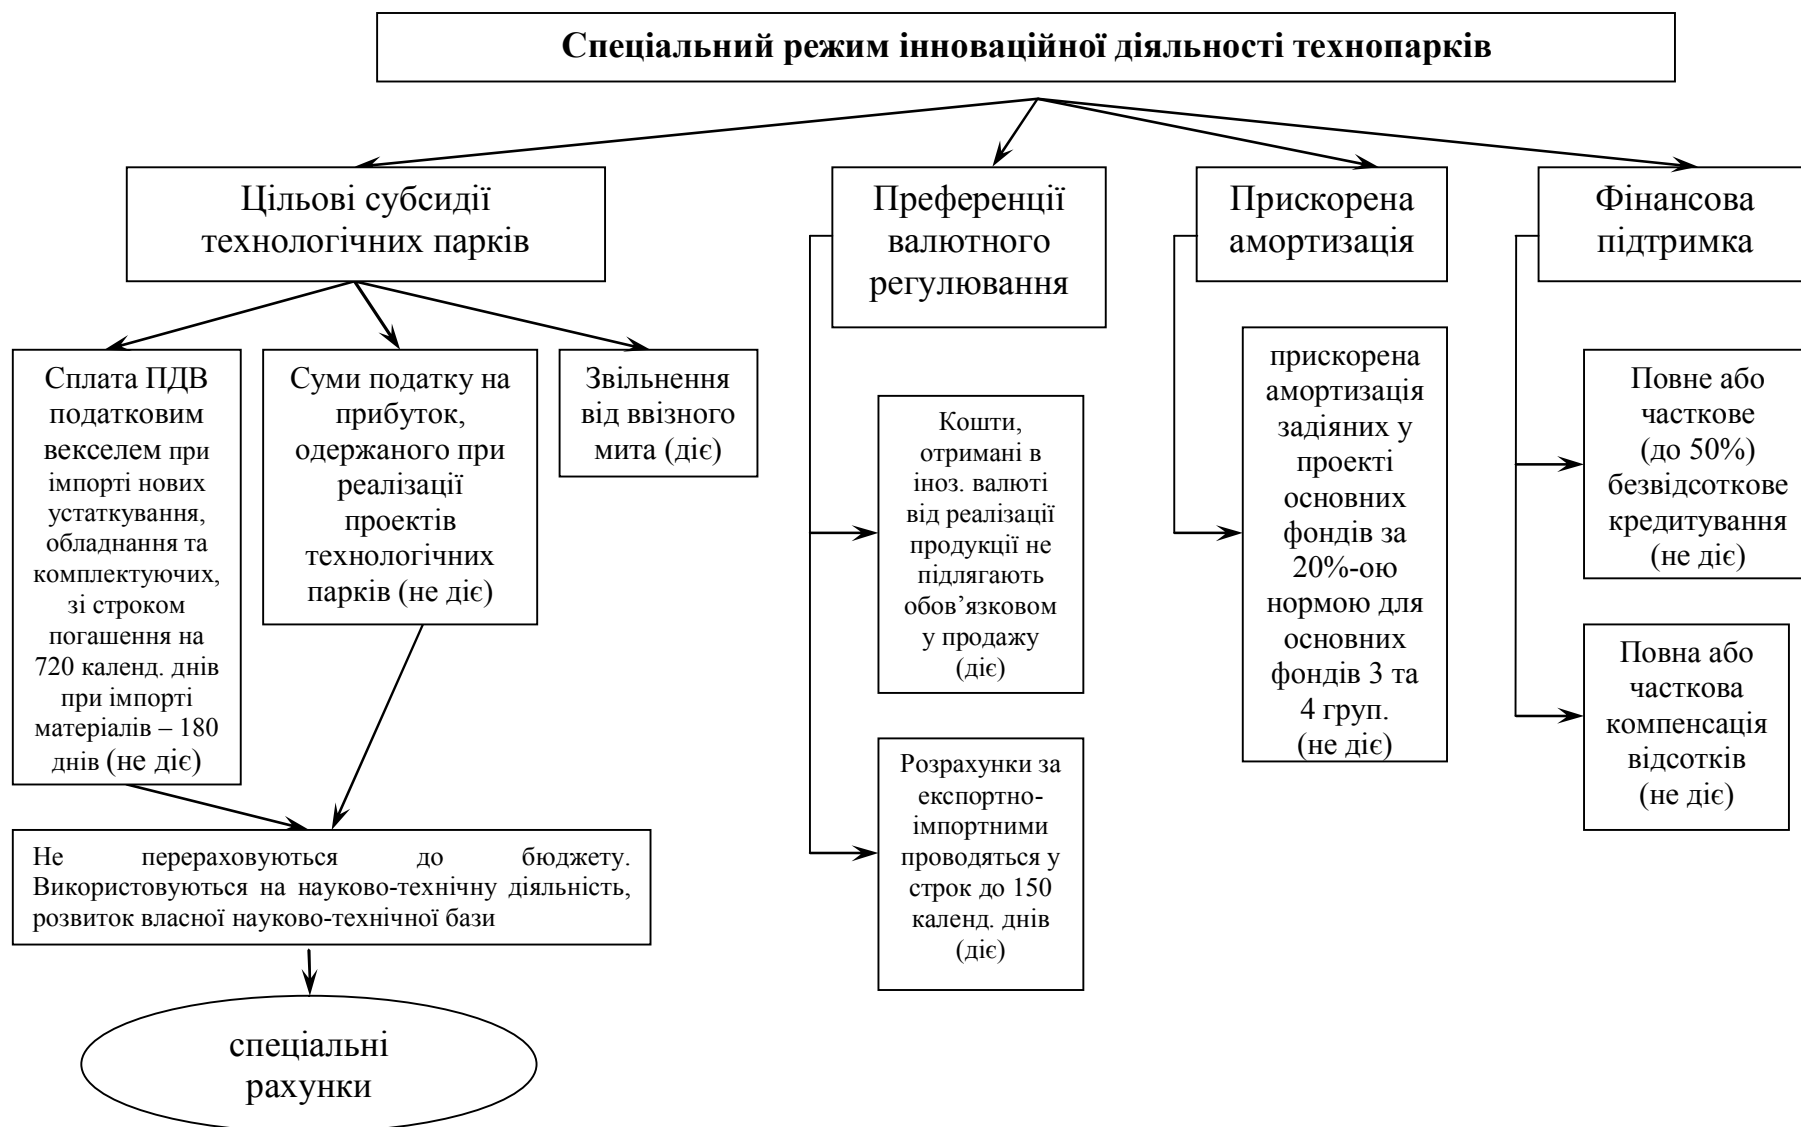 Спеціальний режим інноваційної діяльності технопарків
Цільові субсидії
технологічних парків
Преференції
валютного
регулювання
Прискорена
амортизація
Фінансова
підтримка
Сплата ПДВ
податковим
векселем при
імпорті нових
устаткування,
обладнання та
комплектуючих,
зі строком
погашення на
720 календ. днів
при імпорті
матеріалів – 180
днів (не діє)
Суми податку на
прибуток,
одержаного при
реалізації
проектів
технологічних
парків (не діє)
Звільнення
від ввізного
мита (діє)
Кошти,
отримані в
іноз. валюті
від реалізації
продукції не
підлягають
обов’язковом
у продажу
(діє)
Розрахунки за
експортно-
імпортними
проводяться у
строк до 150
календ. днів
(діє)
прискорена
амортизація
задіяних у
проекті
основних
фондів за
20%-ою
нормою для
основних
фондів 3 та
4 груп.
(не діє)
Повне або
часткове
(до 50%)
безвідсоткове
кредитування
(не діє)
Повна або
часткова
компенсація
відсотків
(не діє)
Не перераховуються до бюджету.
Використовуються на науково-технічну діяльність,
розвиток власної науково-технічної бази
спеціальні
рахунки